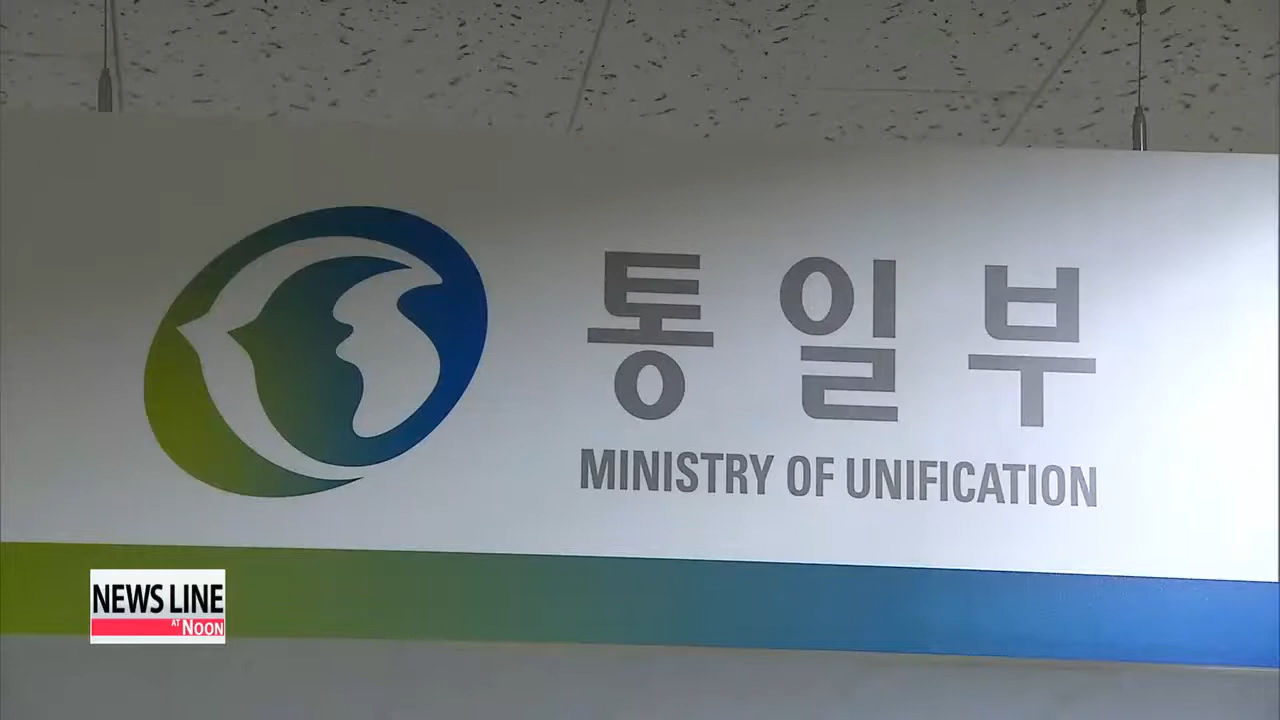 통일부
MINISTRY OF UNIFICATION
NEWS LINE
AT NOON